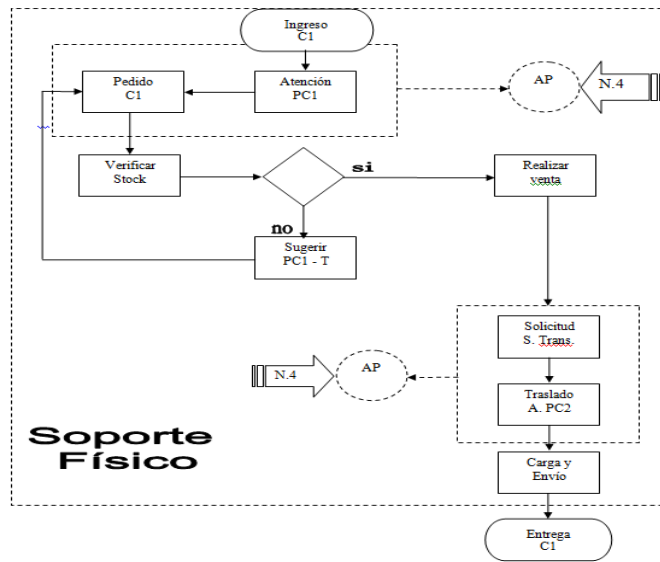 Ingreso
C1
Pedido
C1
Atención
PC1
AP
N.4
Verificar
Stock
si
Realizar
venta
no
Sugerir
PC1 - T
Solicitud
S. Trans.
N.4
AP
Traslado
A. PC2
Soporte
Físico
Carga y
Envío
Entrega
C1